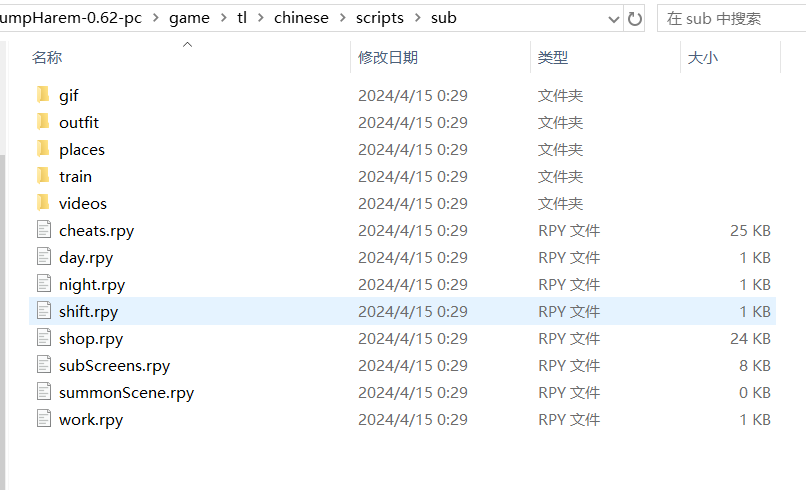 umpHarem-0.62-pc > game > tl > chinese > scripts > sub 在 sub 中搜索
名称 修改日期 类型 大小
gif 2024/4/15 0:29 文件夹
outfit 2024/4/15 0:29 文件夹
places 2024/4/15 0:29 文件夹
train 2024/4/15 0:29 文件夹
videos 2024/4/15 0:29 文件夹
cheats.rpy 2024/4/15 0:29 RPY 文件 25 KB
day.rpy 2024/4/15 0:29 RPY 文件 1 KB
night.rpy 2024/4/15 0:29 RPY 文件 1 KB
shift.rpy 2024/4/15 0:29 RPY 文件 1 KB
shop.rpy 2024/4/15 0:29 RPY 文件 24 KB
subScreens.rpy 2024/4/15 0:29 RPY 文件 8 KB
summonScene.rpy 2024/4/15 0:29 RPY 文件 0 KB
work.rpy 2024/4/15 0:29 RPY 文件 1 KB